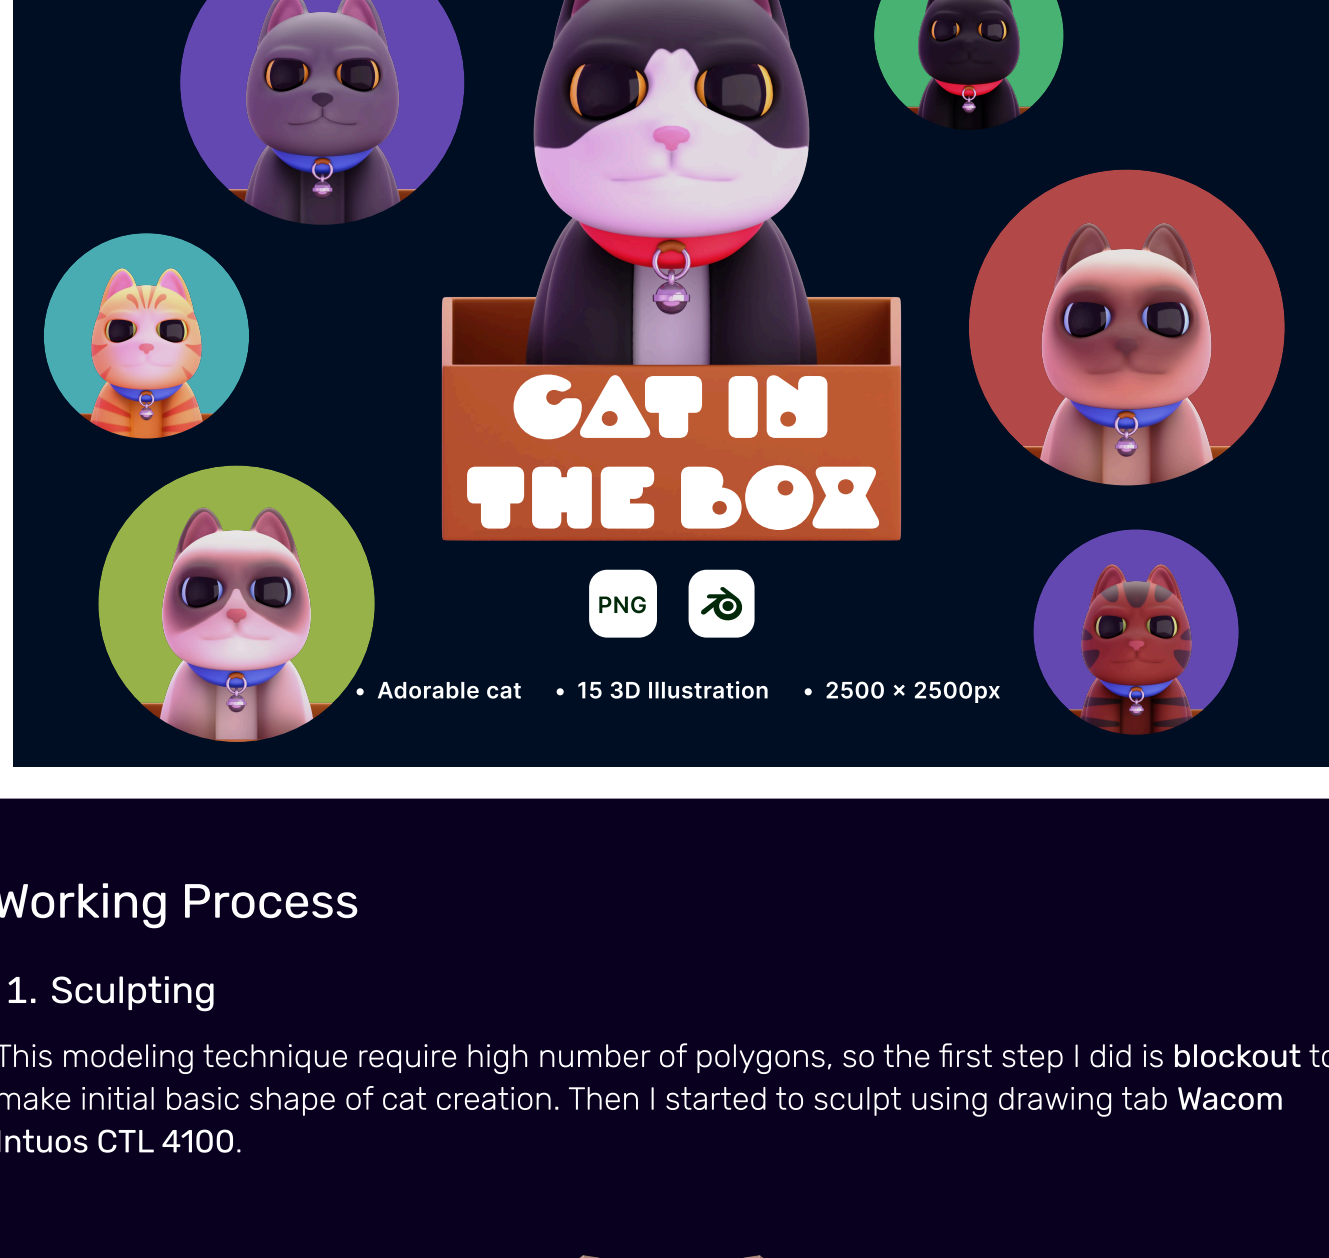 CAT IN
THE BOX
PNG
• Adorable cat • 15 3D Illustration • 2500 × 2500px
Working Process
1. Sculpting
This modeling technique require high number of polygons, so the first step I did is blockout to
make initial basic shape of cat creation. Then I started to sculpt using drawing tab Wacom
Intuos CTL 4100.